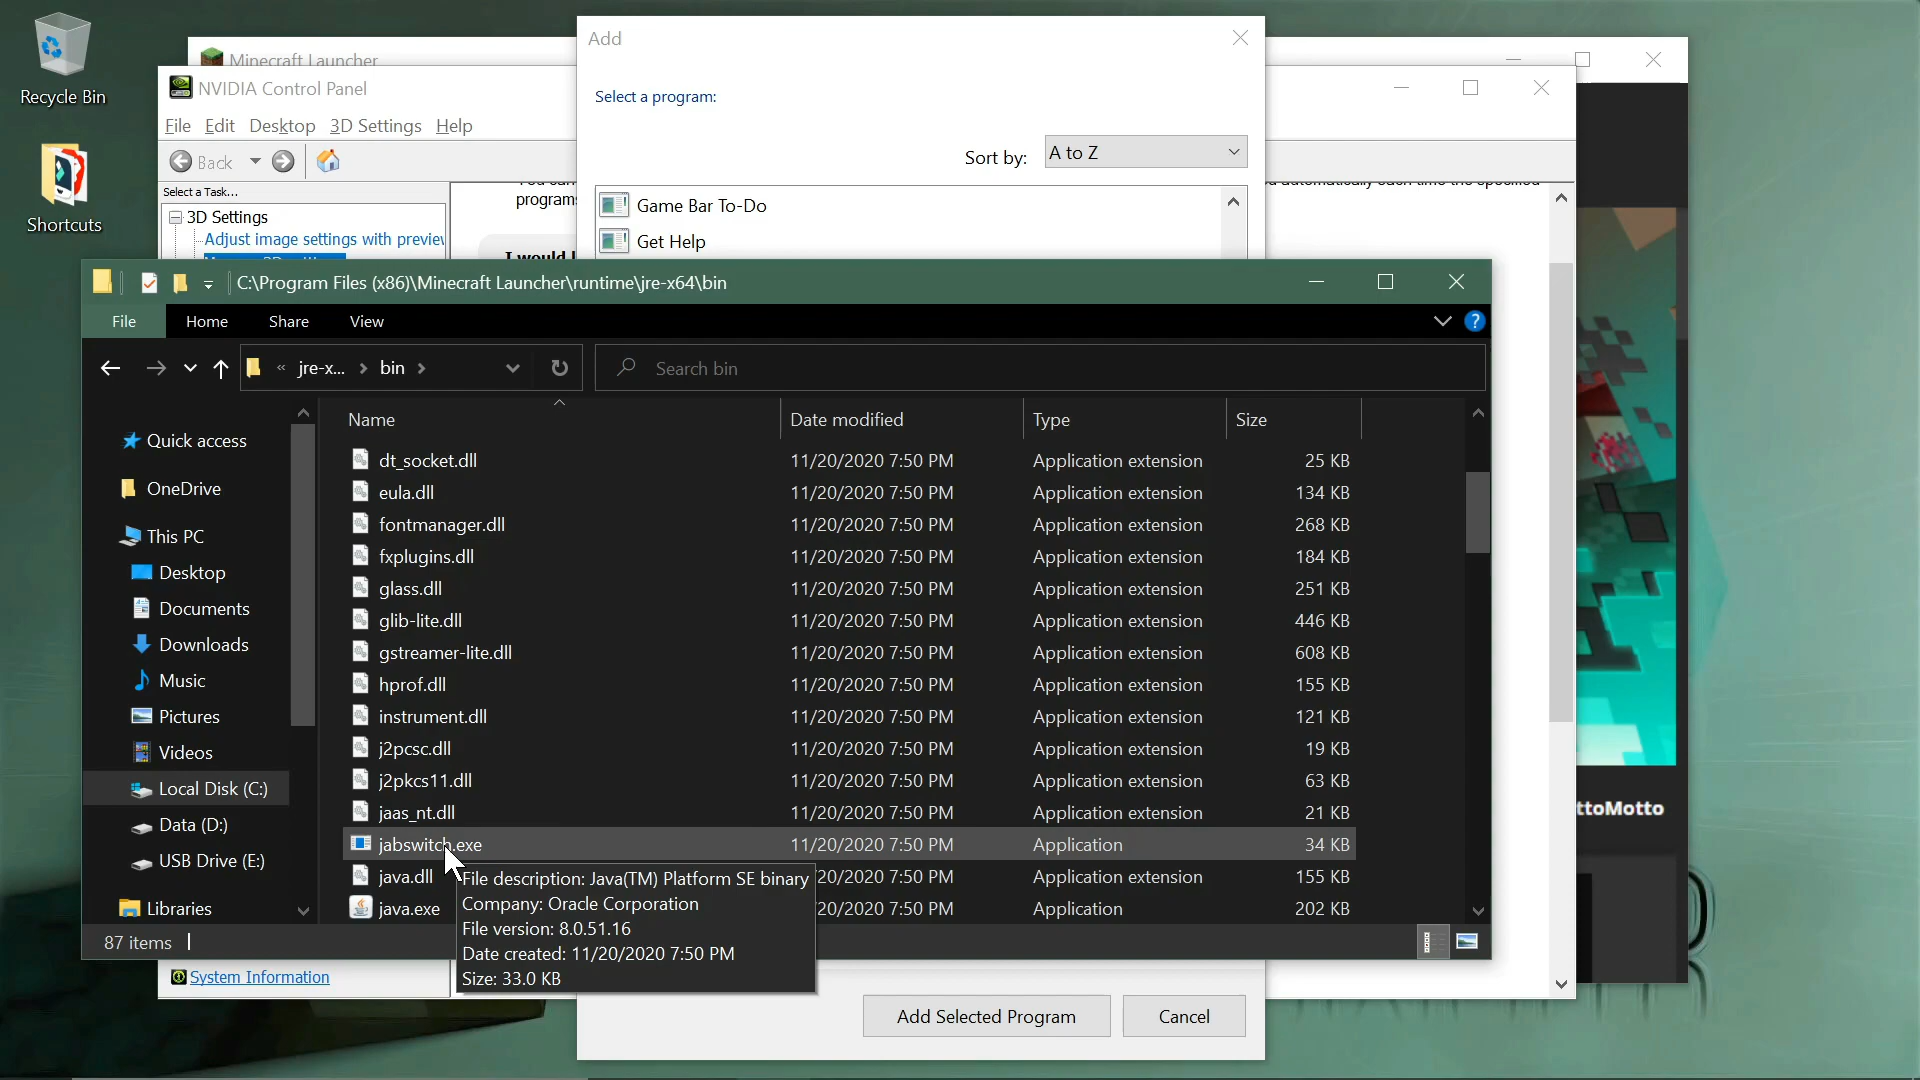 Recycle Bin
Shortcuts
Minecraft Launcher
NVIDIA Control Panel
File Edit Desktop 3D Settings Help
Back
Select a Task...
3D Settings
Adjust image settings with preview
programs
I would l
Add
Select a program:
Sort by: A to Z
Game Bar To-Do
Get Help
C:\Program Files (x86)\Minecraft Launcher\runtime\jre-x64\bin
File Home Share View
« jre-x... > bin >
Search bin
Quick access
OneDrive
This PC
Desktop
Documents
Downloads
Music
Pictures
Videos
Local Disk (C:)
Data (D:)
USB Drive (E:)
Libraries
Name Date modified Type Size
dt_socket.dll 11/20/2020 7:50 PM Application extension 25 KB
eula.dll 11/20/2020 7:50 PM Application extension 134 KB
fontmanager.dll 11/20/2020 7:50 PM Application extension 268 KB
fxplugins.dll 11/20/2020 7:50 PM Application extension 184 KB
glass.dll 11/20/2020 7:50 PM Application extension 251 KB
glib-lite.dll 11/20/2020 7:50 PM Application extension 446 KB
gstreamer-lite.dll 11/20/2020 7:50 PM Application extension 608 KB
hprof.dll 11/20/2020 7:50 PM Application extension 155 KB
instrument.dll 11/20/2020 7:50 PM Application extension 121 KB
j2pcsc.dll 11/20/2020 7:50 PM Application extension 19 KB
j2pkcs11.dll 11/20/2020 7:50 PM Application extension 63 KB
jaas_nt.dll 11/20/2020 7:50 PM Application extension 21 KB
jabswitch.exe 11/20/2020 7:50 PM Application 34 KB
java.dll 20/2020 7:50 PM Application extension 155 KB
java.exe 20/2020 7:50 PM Application 202 KB
File description: Java(TM) Platform SE binary
Company: Oracle Corporation
File version: 8.0.51.16
Date created: 11/20/2020 7:50 PM
Size: 33.0 KB
87 items
System Information
Add Selected Program Cancel
ttoMotto